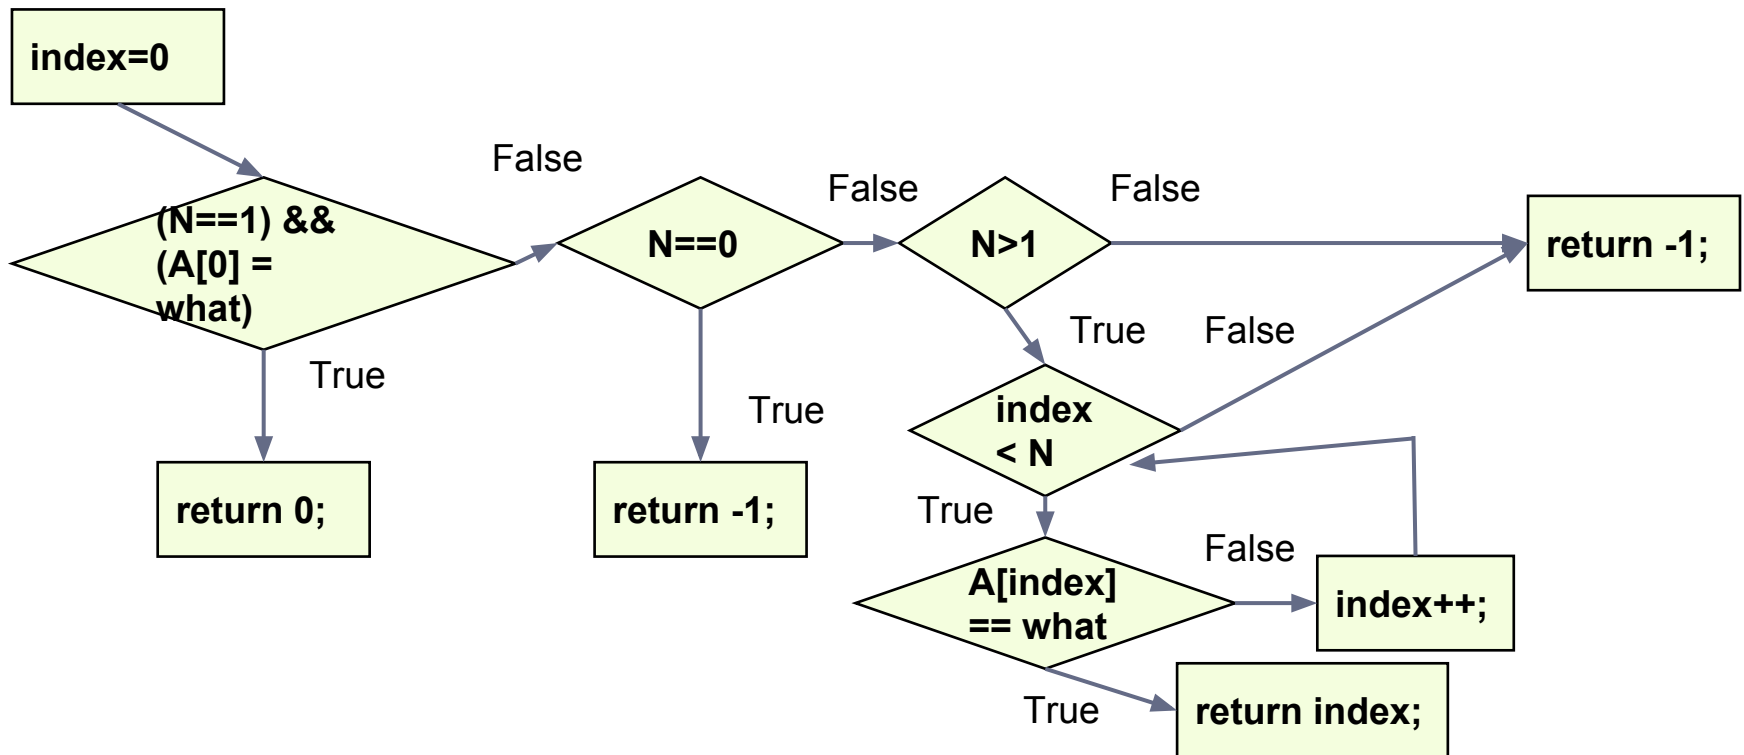 index=0
False
(N==1) &&
(A[0] =
what)
True
return 0;
N==0
False
True
return -1;
N>1
False
return -1;
True
False
index
< N
True
A[index]
== what
False
index++;
True
return index;